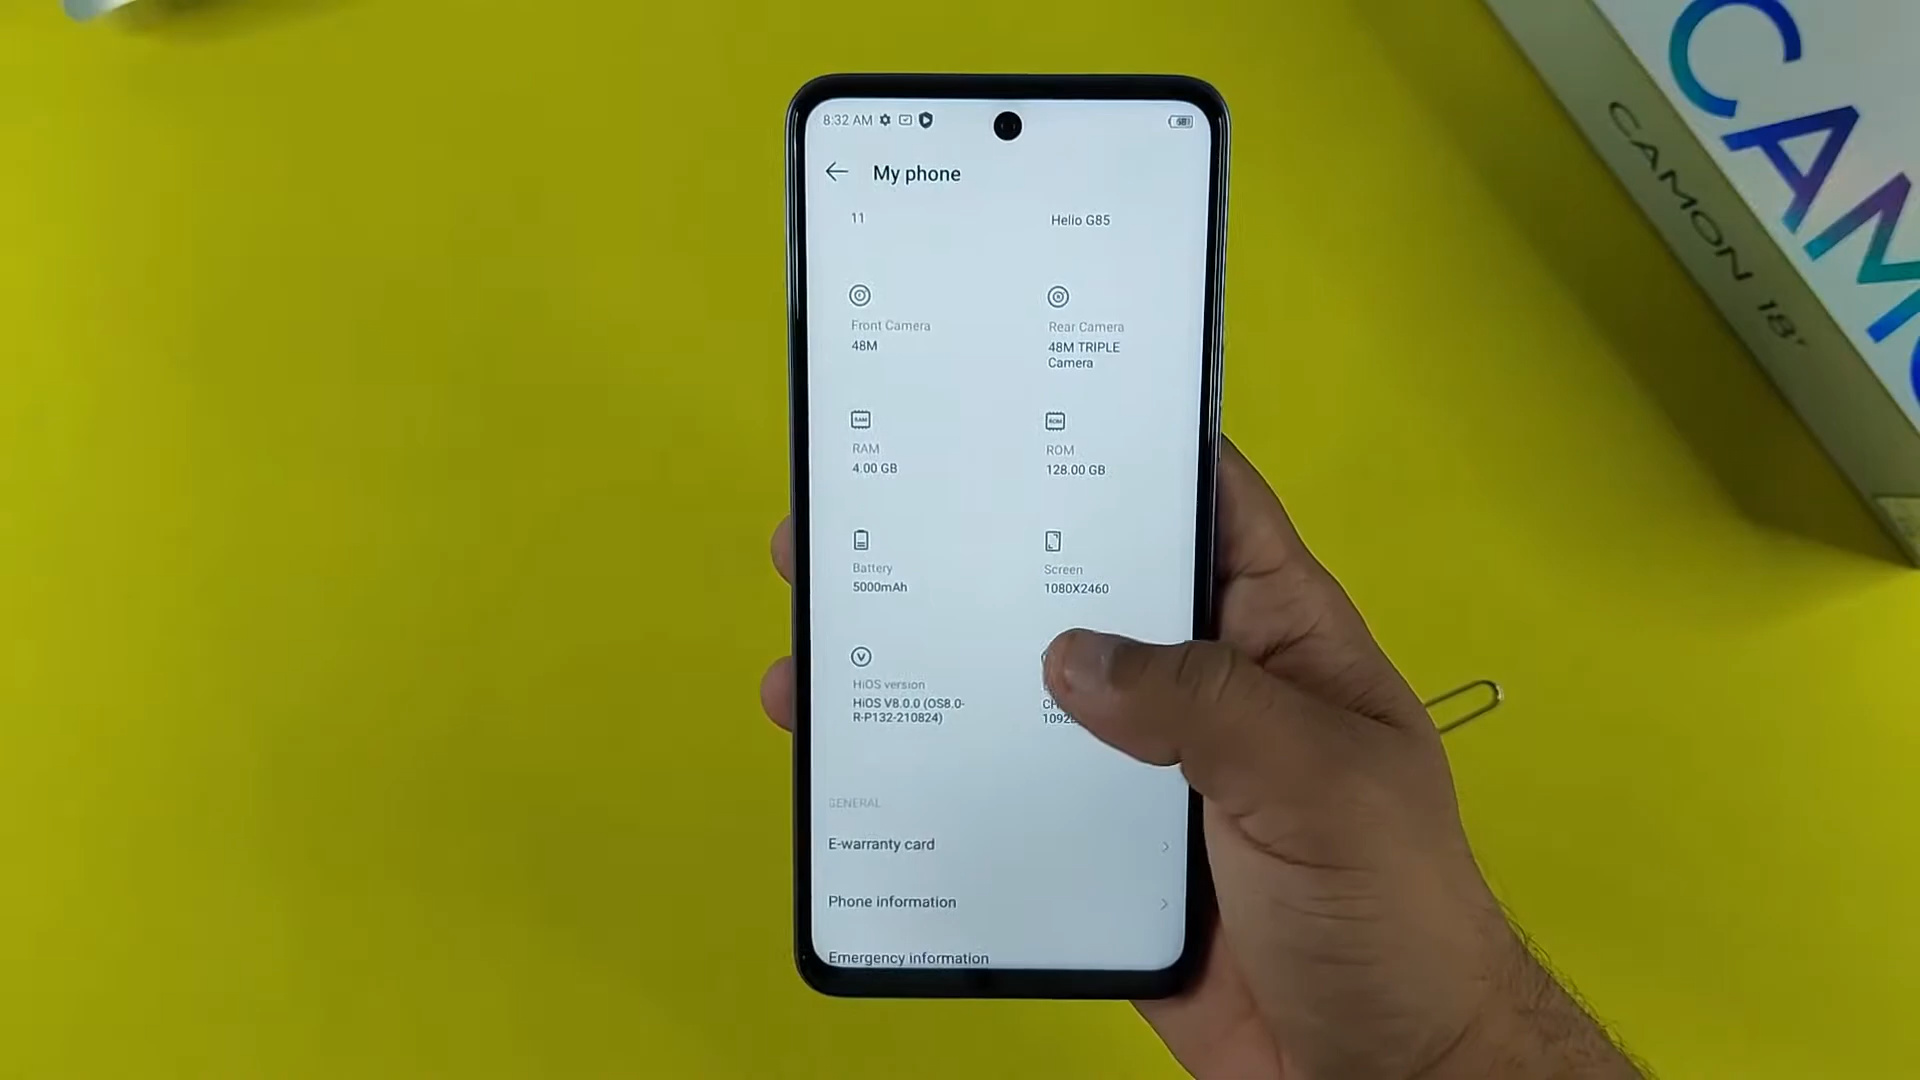 8:32 AM
My phone
11
Helio G85
Front Camera
48M
Rear Camera
48M TRIPLE
Camera
RAM
4.00 GB
ROM
128.00 GB
Battery
5000mAh
Screen
1080X2460
HiOS version
HiOS V8.0.0 (OS8.0-
R-P132-210824)
GENERAL
E-warranty card
Phone information
Emergency information
CAMON 18
CAMO